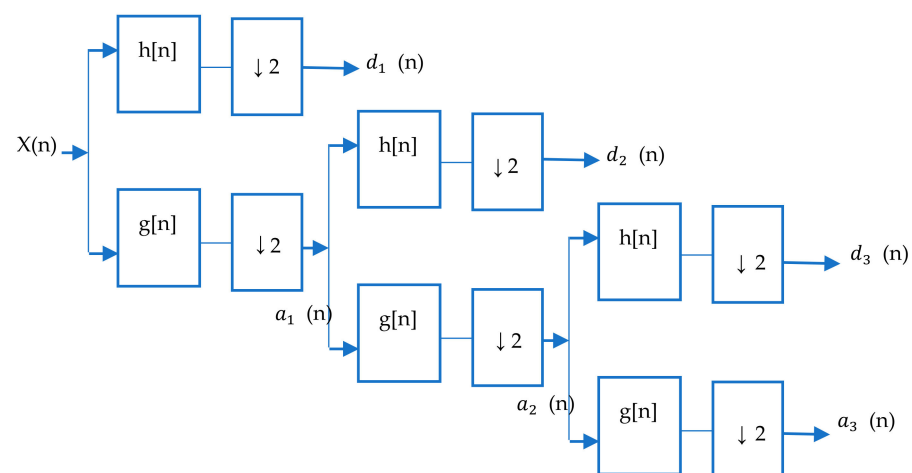 h[n]
↓ 2
d₁ (n)
X(n)
h[n]
↓ 2
d₂ (n)
g[n]
↓ 2
h[n]
↓ 2
d₃ (n)
a₁ (n)
g[n]
↓ 2
a₂ (n)
g[n]
↓ 2
a₃ (n)